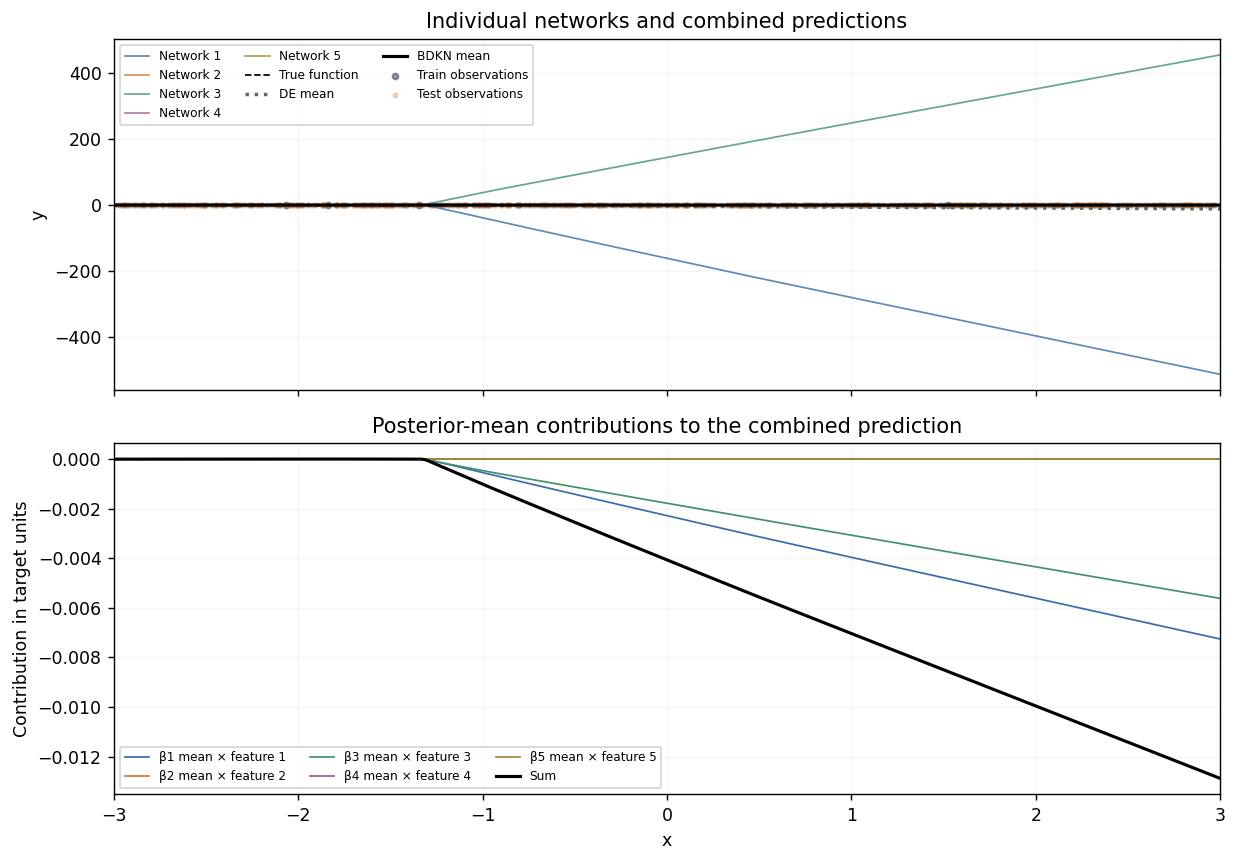 Individual networks and combined predictions
Network 1
Network 2
Network 3
Network 4
Network 5
True function
DE mean
BDKN mean
Train observations
Test observations
400
200
0
−200
−400
y
Posterior-mean contributions to the combined prediction
0.000
−0.002
−0.004
−0.006
−0.008
−0.010
−0.012
Contribution in target units
β1 mean × feature 1
β2 mean × feature 2
β3 mean × feature 3
β4 mean × feature 4
β5 mean × feature 5
Sum
−3
−2
−1
0
1
2
3
x